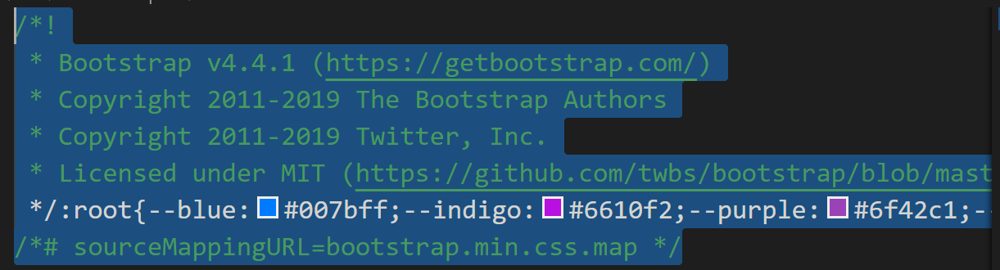 /*!
 * Bootstrap v4.4.1 (https://getbootstrap.com/)
 * Copyright 2011-2019 The Bootstrap Authors
 * Copyright 2011-2019 Twitter, Inc.
 * Licensed under MIT (https://github.com/twbs/bootstrap/blob/mast
 */:root{--blue:#007bff;--indigo:#6610f2;--purple:#6f42c1;--
/*# sourceMappingURL=bootstrap.min.css.map */